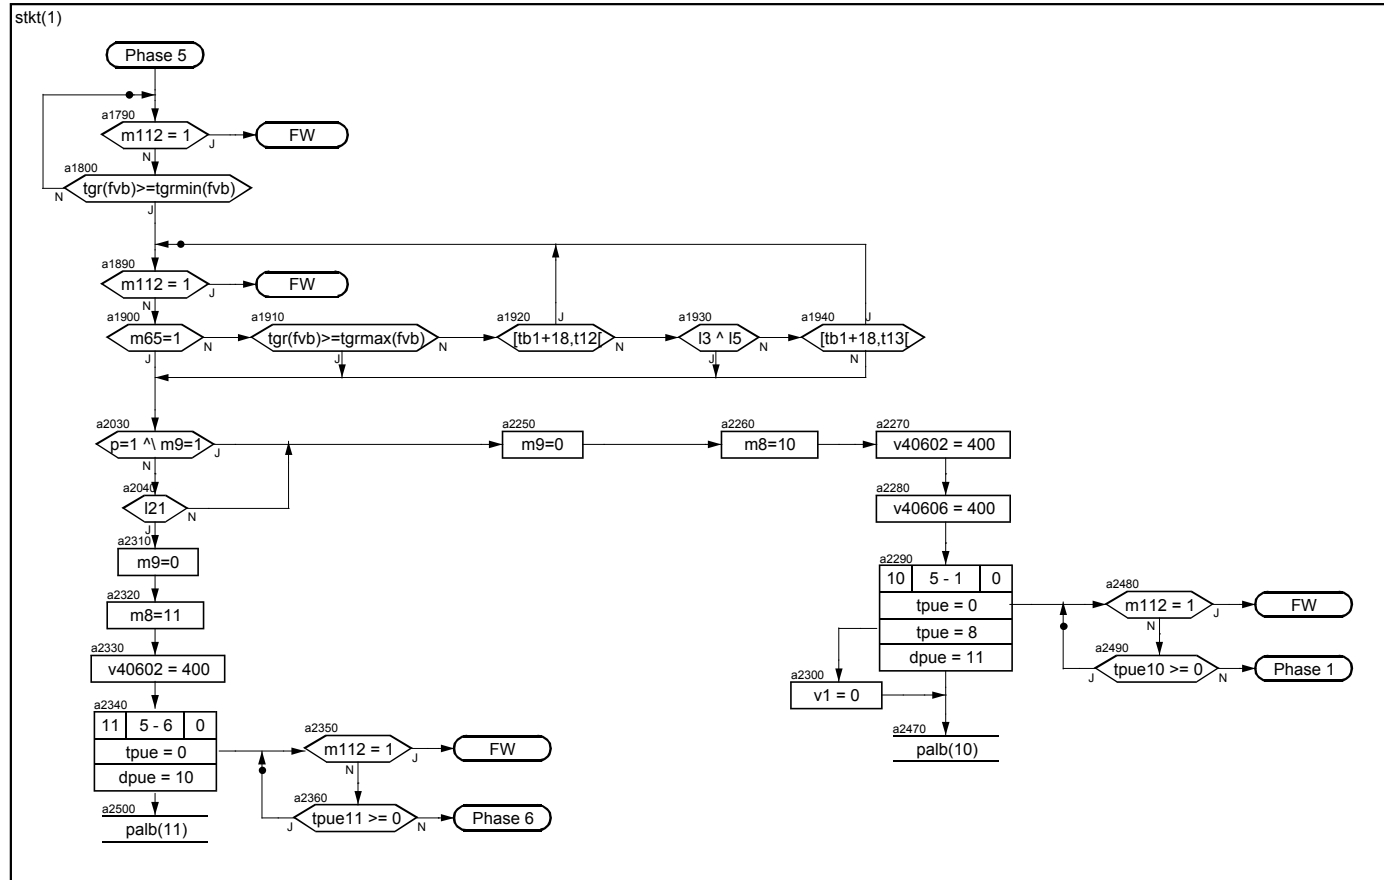 stkt(1)
Phase 5
a1790
m112 = 1
J
FW
N
a1800
tgr(fvb)>=tgrmin(fvb)
N
J
a1890
m112 = 1
J
FW
N
a1900
m65=1
N
J
a1910
tgr(fvb)>=tgrmax(fvb)
N
J
a1920
[tb1+18,t12[
J
N
a1930
l3 ^ l5
N
J
a1940
[tb1+18,t13[
J
N
a2030
p=1 ^\ m9=1
J
N
a2040
l21
N
J
a2250
m9=0
a2260
m8=10
a2270
v40602 = 400
a2280
v40606 = 400
a2290
10 5 - 1 0
tpue = 0
tpue = 8
dpue = 11
a2300
v1 = 0
a2470
palb(10)
a2480
m112 = 1
J
FW
N
a2490
tpue10 >= 0
J
N
Phase 1
a2310
m9=0
a2320
m8=11
a2330
v40602 = 400
a2340
11 5 - 6 0
tpue = 0
dpue = 10
a2500
palb(11)
a2350
m112 = 1
J
FW
N
a2360
tpue11 >= 0
J
N
Phase 6